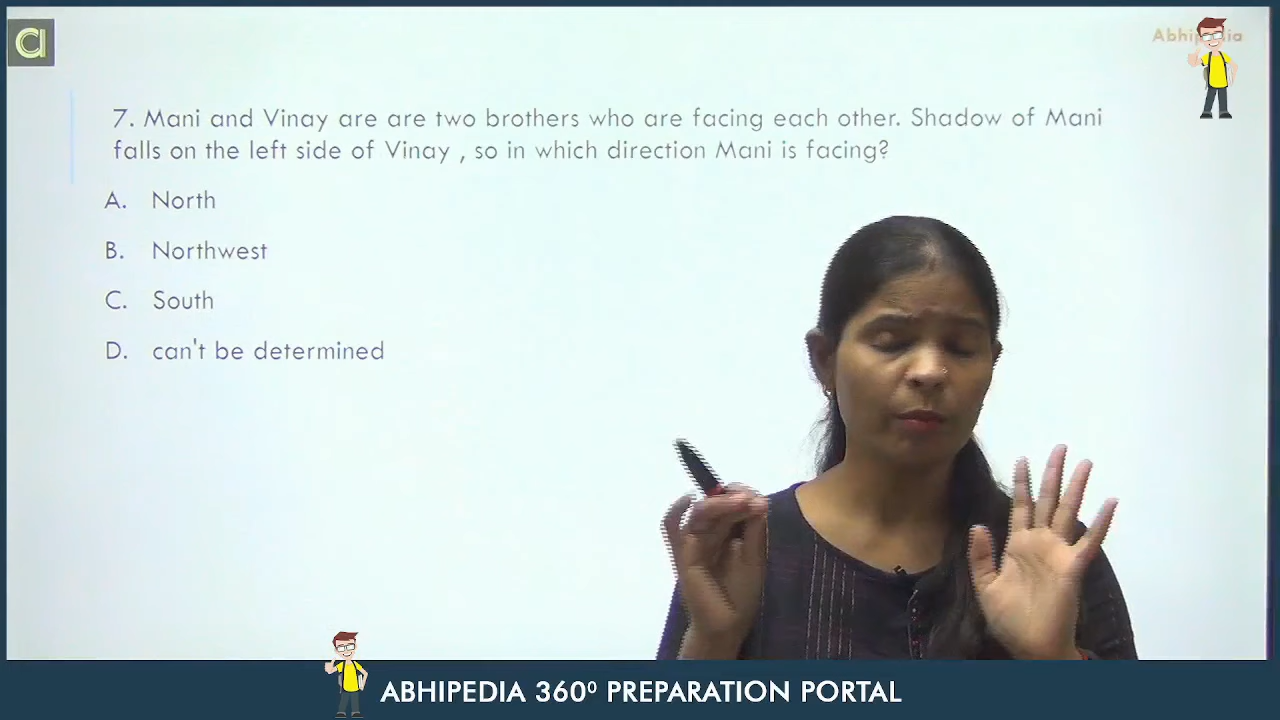 Abhipedia
7. Mani and Vinay are are two brothers who are facing each other. Shadow of Mani
falls on the left side of Vinay , so in which direction Mani is facing?
A. North
B. Northwest
C. South
D. can't be determined
ABHIPEDIA 360⁰ PREPARATION PORTAL